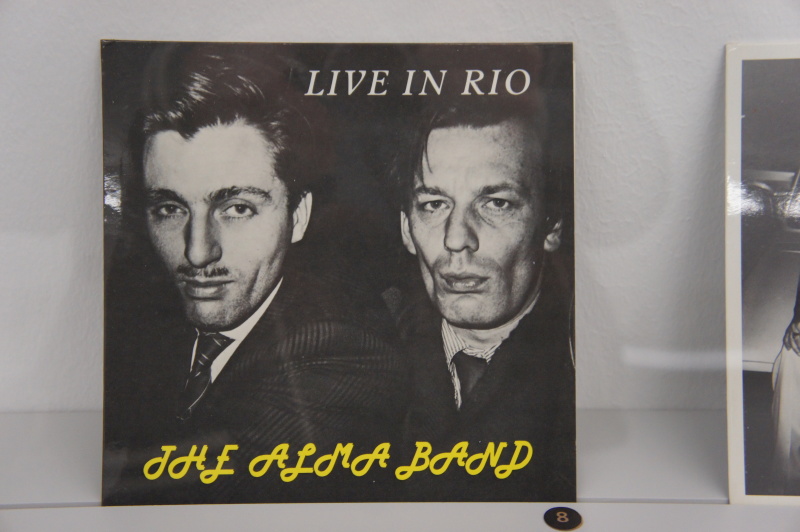 LIVE IN RIO
THE ALMA BAND
8